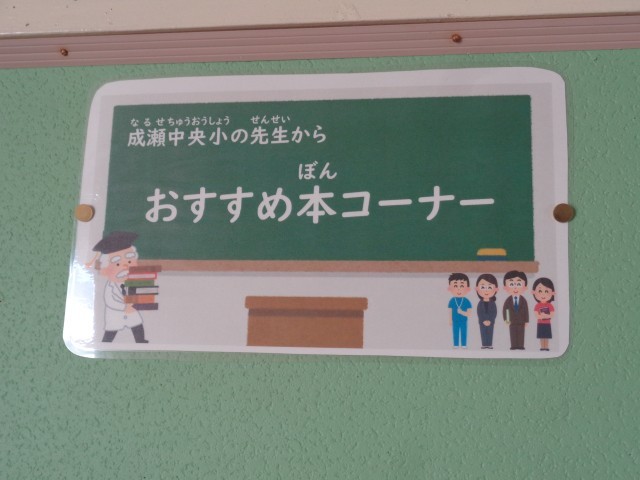 なるせちゅうおうしょう せんせい
成瀬中央小の先生から
ぼん
おすすめ本コーナー